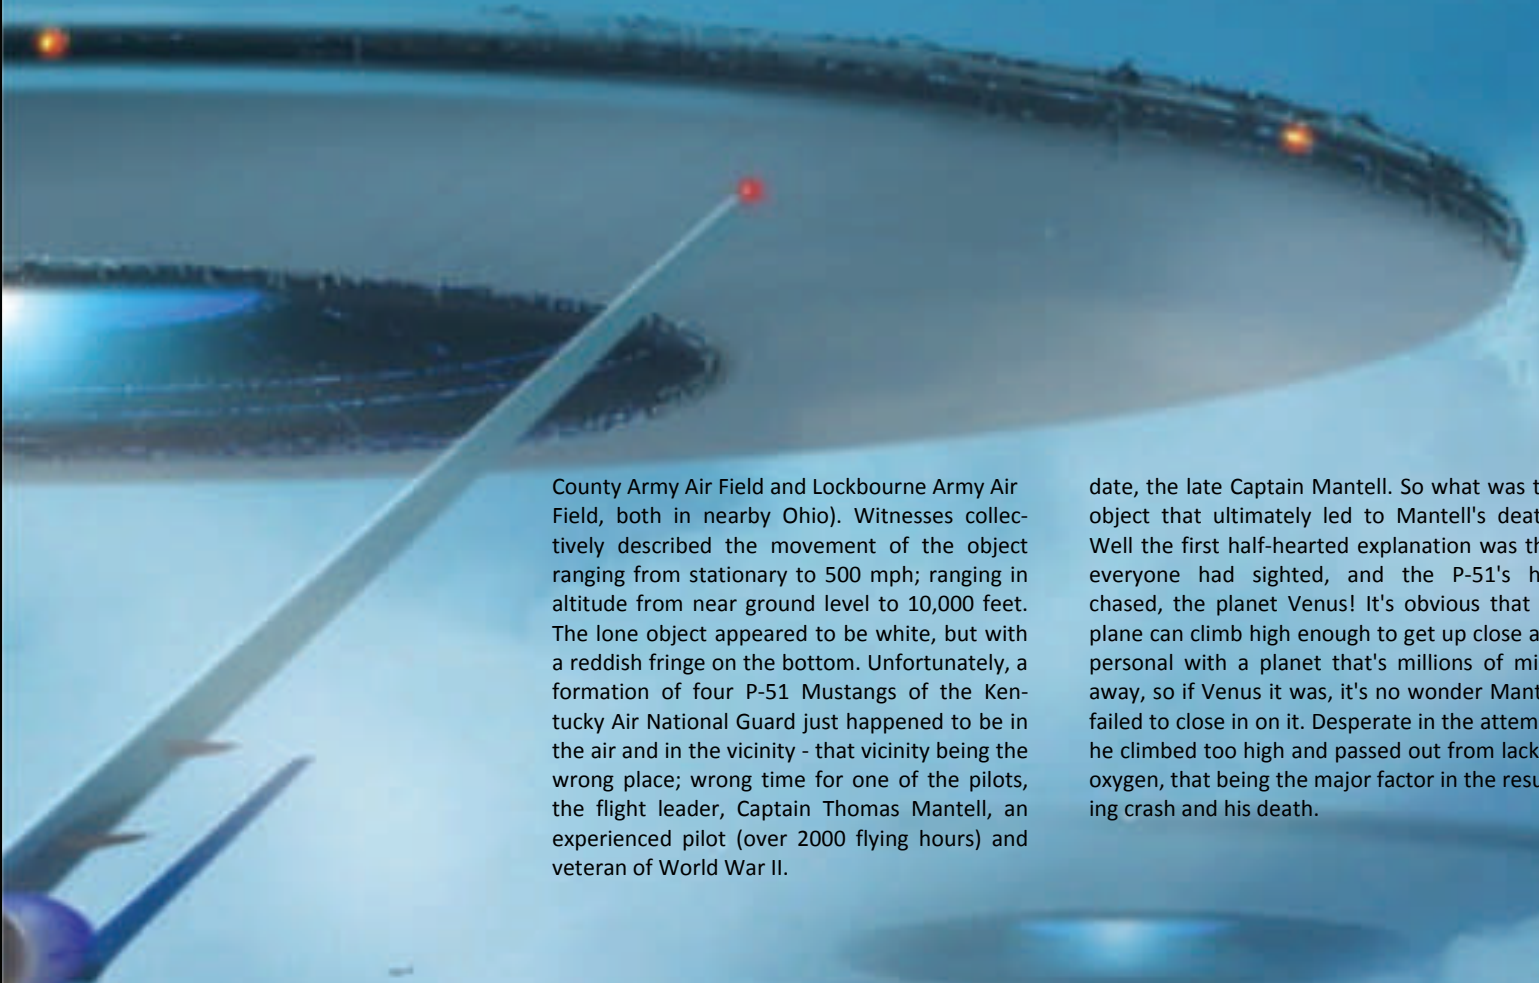 County Army Air Field and Lockbourne Army Air
Field, both in nearby Ohio). Witnesses collec-
tively described the movement of the object
ranging from stationary to 500 mph; ranging in
altitude from near ground level to 10,000 feet.
The lone object appeared to be white, but with
a reddish fringe on the bottom. Unfortunately, a
formation of four P-51 Mustangs of the Ken-
tucky Air National Guard just happened to be in
the air and in the vicinity - that vicinity being the
wrong place; wrong time for one of the pilots,
the flight leader, Captain Thomas Mantell, an
experienced pilot (over 2000 flying hours) and
veteran of World War II.
date, the late Captain Mantell. So what was
object that ultimately led to Mantell's
Well the first half-hearted explanation was
everyone had sighted, and the P-51's
chased, the planet Venus! It's obvious that
plane can climb high enough to get up close
personal with a planet that's millions of
away, so if Venus it was, it's no wonder
failed to close in on it. Desperate in the
he climbed too high and passed out from lack
oxygen, that being the major factor in the
ing crash and his death.